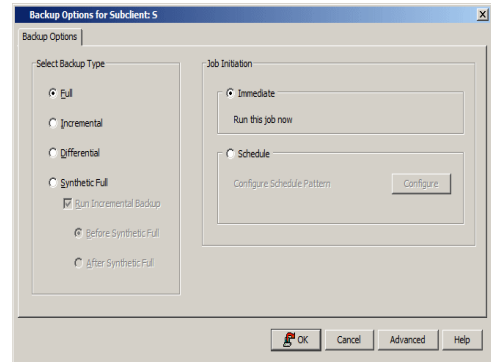 Backup Options for Subclient: S
X
Backup Options
Select Backup Type
Full
Incremental
Differential
Synthetic Full
Run Incremental Backup
Before Synthetic Full
After Synthetic Full
Job Initiation
Immediate
Run this job now
Schedule
Configure Schedule Pattern
Configure
OK
Cancel
Advanced
Help